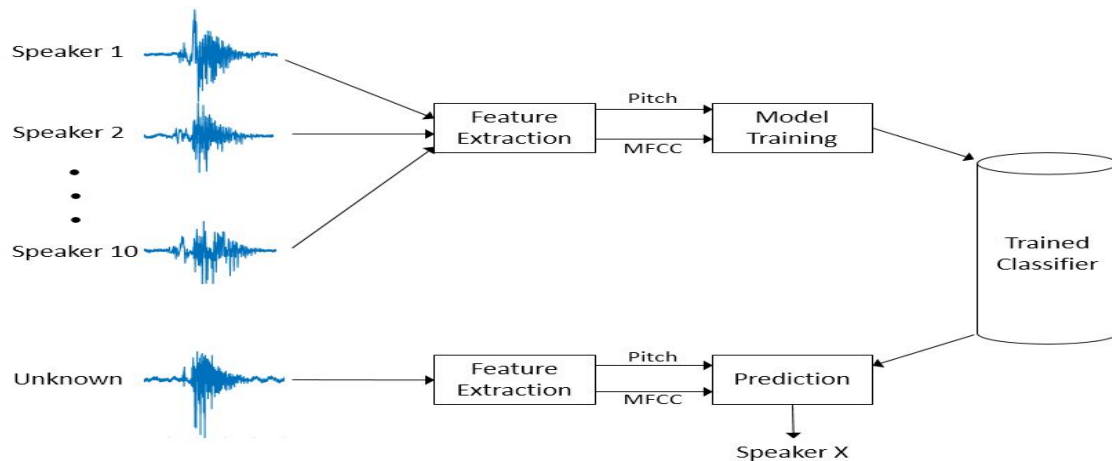 Speaker 1
Speaker 2
Speaker 10
Feature
Extraction
Pitch
MFCC
Model
Training
Trained
Classifier
Unknown
Feature
Extraction
Pitch
MFCC
Prediction
Speaker X